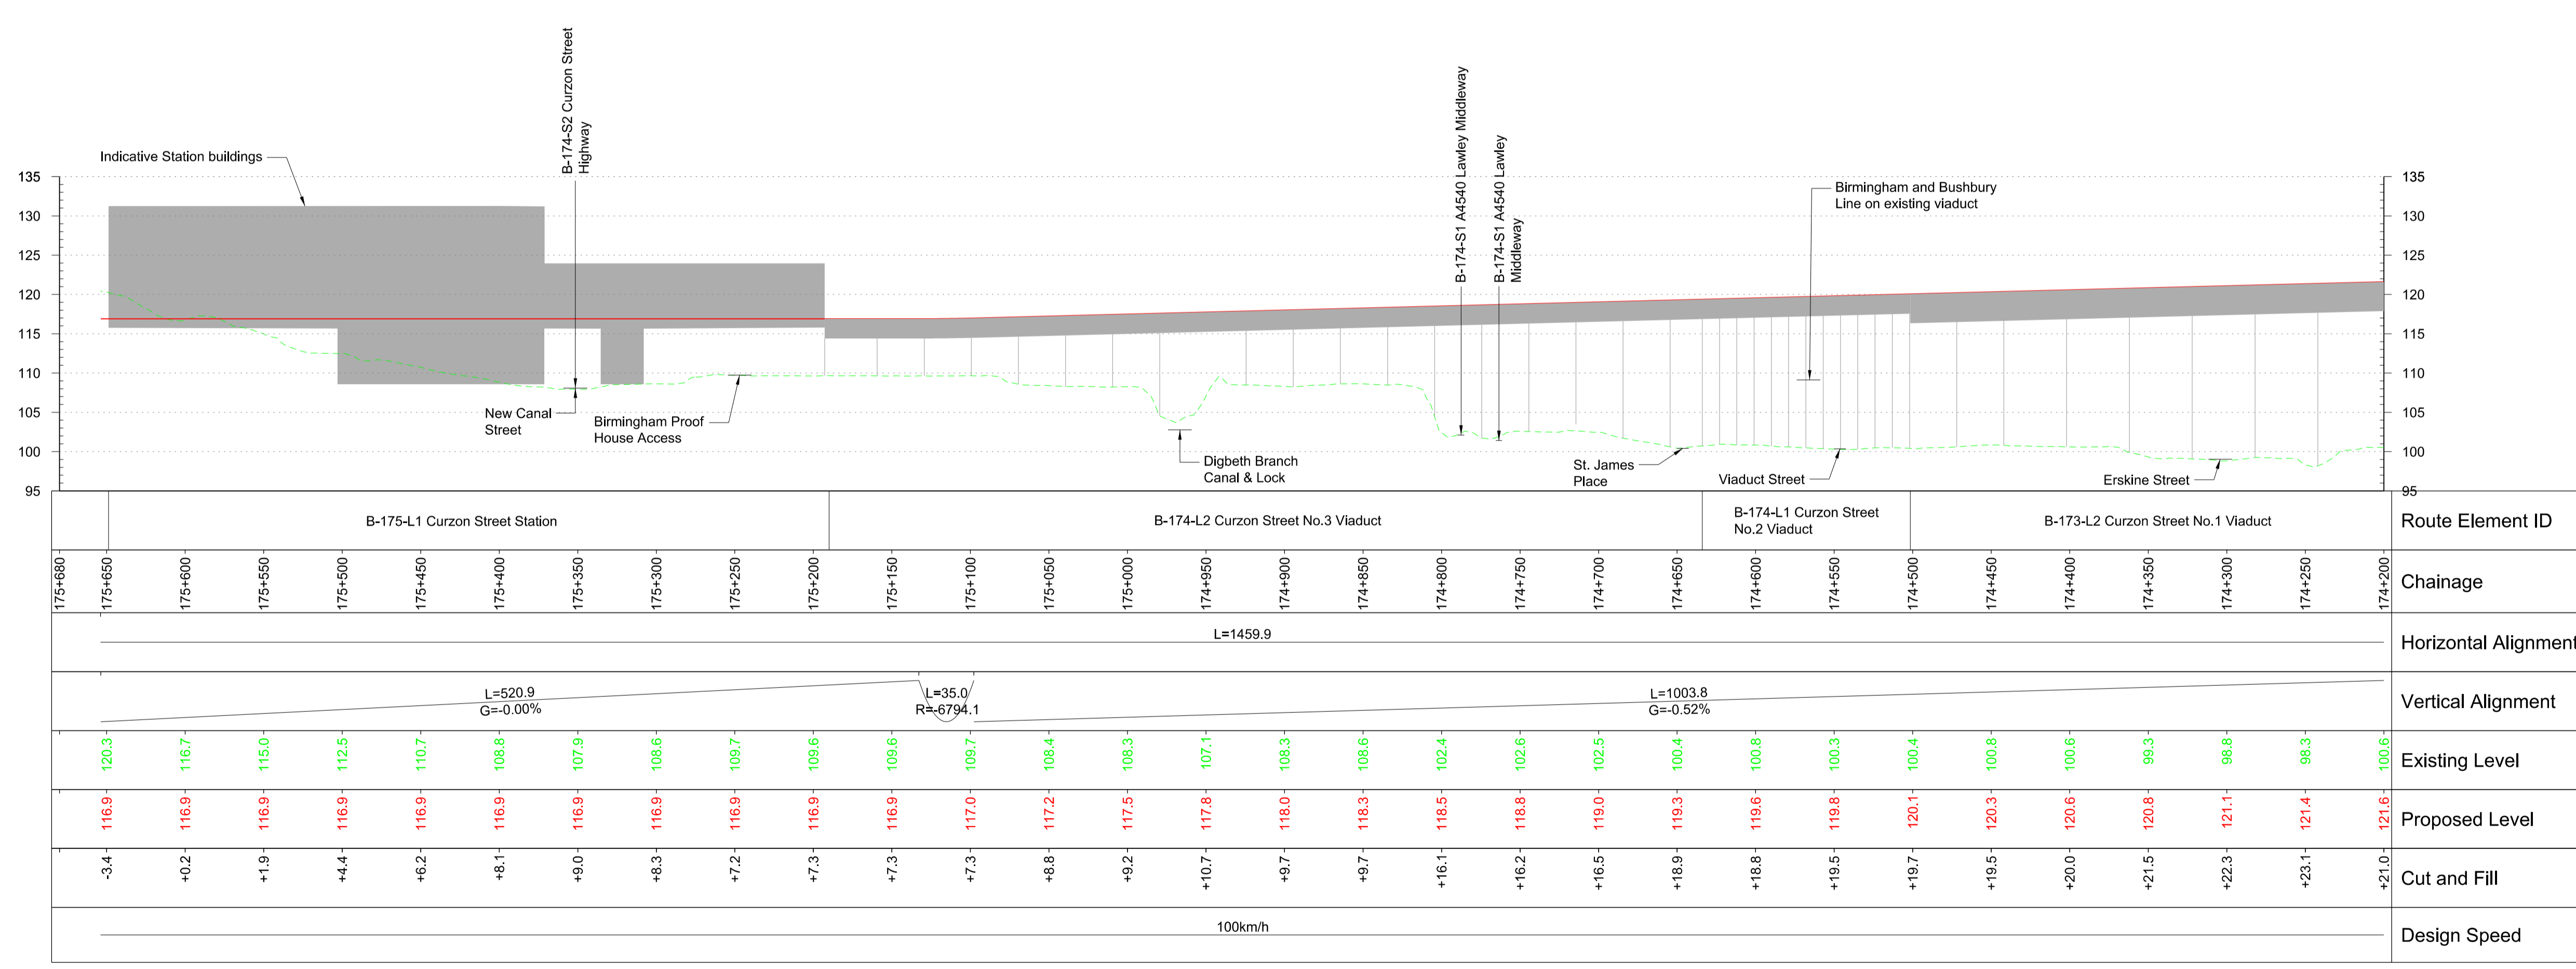 B-174-S2 Curzon Street
Highway
B-174-S1 A4540 Lawley Middleway
B-174-S1 A4540 Lawley
Middleway
Indicative Station buildings
Birmingham and Bushbury
Line on existing viaduct
135
130
125
120
115
110
105
100
95
135
130
125
120
115
110
105
100
95
New Canal
Street
Birmingham Proof
House Access
Digbeth Branch
Canal & Lock
St. James
Place
Viaduct Street
Erskine Street
B-175-L1 Curzon Street Station
B-174-L2 Curzon Street No.3 Viaduct
B-174-L1 Curzon Street
No.2 Viaduct
B-173-L2 Curzon Street No.1 Viaduct
Route Element ID
175+680 175+650 175+600 175+550 175+500 175+450 175+400 175+350 175+300 175+250 175+200 175+150 175+100 175+050 175+000 174+950 174+900 174+850 174+800 174+750 174+700 174+650 174+600 174+550 174+500 174+450 174+400 174+350 174+300 174+250 174+200
Chainage
L=1459.9
Horizontal Alignment
L=520.9
G=-0.00%
L=35.0
R=-6794.1
L=1003.8
G=-0.52%
Vertical Alignment
120.3 116.7 115.0 112.5 110.7 108.8 107.9 108.6 109.7 109.6 109.6 109.7 108.4 108.3 107.1 108.3 108.6 102.4 102.6 102.5 100.4 100.8 100.3 100.4 100.8 100.6 99.3 98.8 98.3 100.6
Existing Level
116.9 116.9 116.9 116.9 116.9 116.9 116.9 116.9 116.9 116.9 116.9 117.0 117.2 117.5 117.8 118.0 118.3 118.5 118.8 119.0 119.3 119.6 119.8 120.1 120.3 120.6 120.8 121.1 121.4 121.6
Proposed Level
-3.4 +0.2 +1.9 +4.4 +6.2 +8.1 +9.0 +8.3 +7.2 +7.3 +7.3 +7.3 +8.8 +9.2 +10.7 +9.7 +9.7 +16.1 +16.2 +16.5 +18.9 +18.8 +19.5 +19.7 +19.5 +20.0 +21.5 +22.3 +23.1 +21.0
Cut and Fill
100km/h
Design Speed